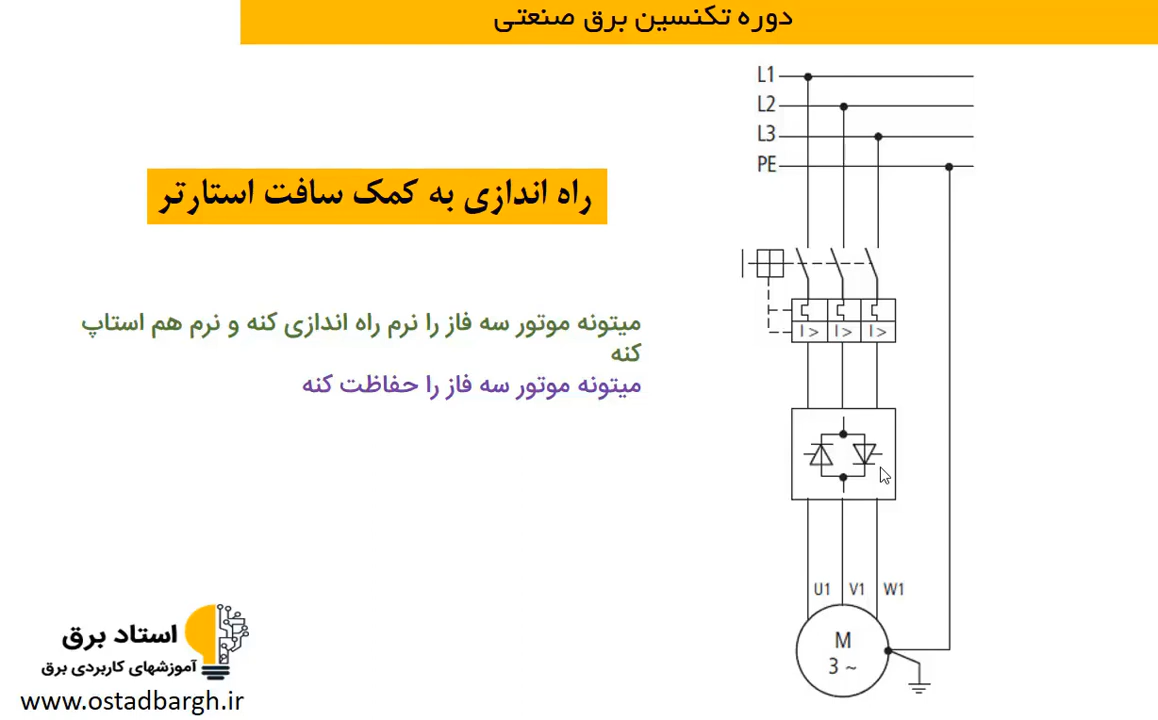 دوره تکنسین برق صنعتی
راه اندازی به کمک سافت استارتر
میتونه موتور سه فاز را نرم راه اندازی کنه و نرم هم استاپ
کنه
میتونه موتور سه فاز را حفاظت کنه
L1
L2
L3
PE
I > I > I >
U1 V1 W1
M
3 ~
استاد برق
آموزشهای کاربردی برق
www.ostadbargh.ir